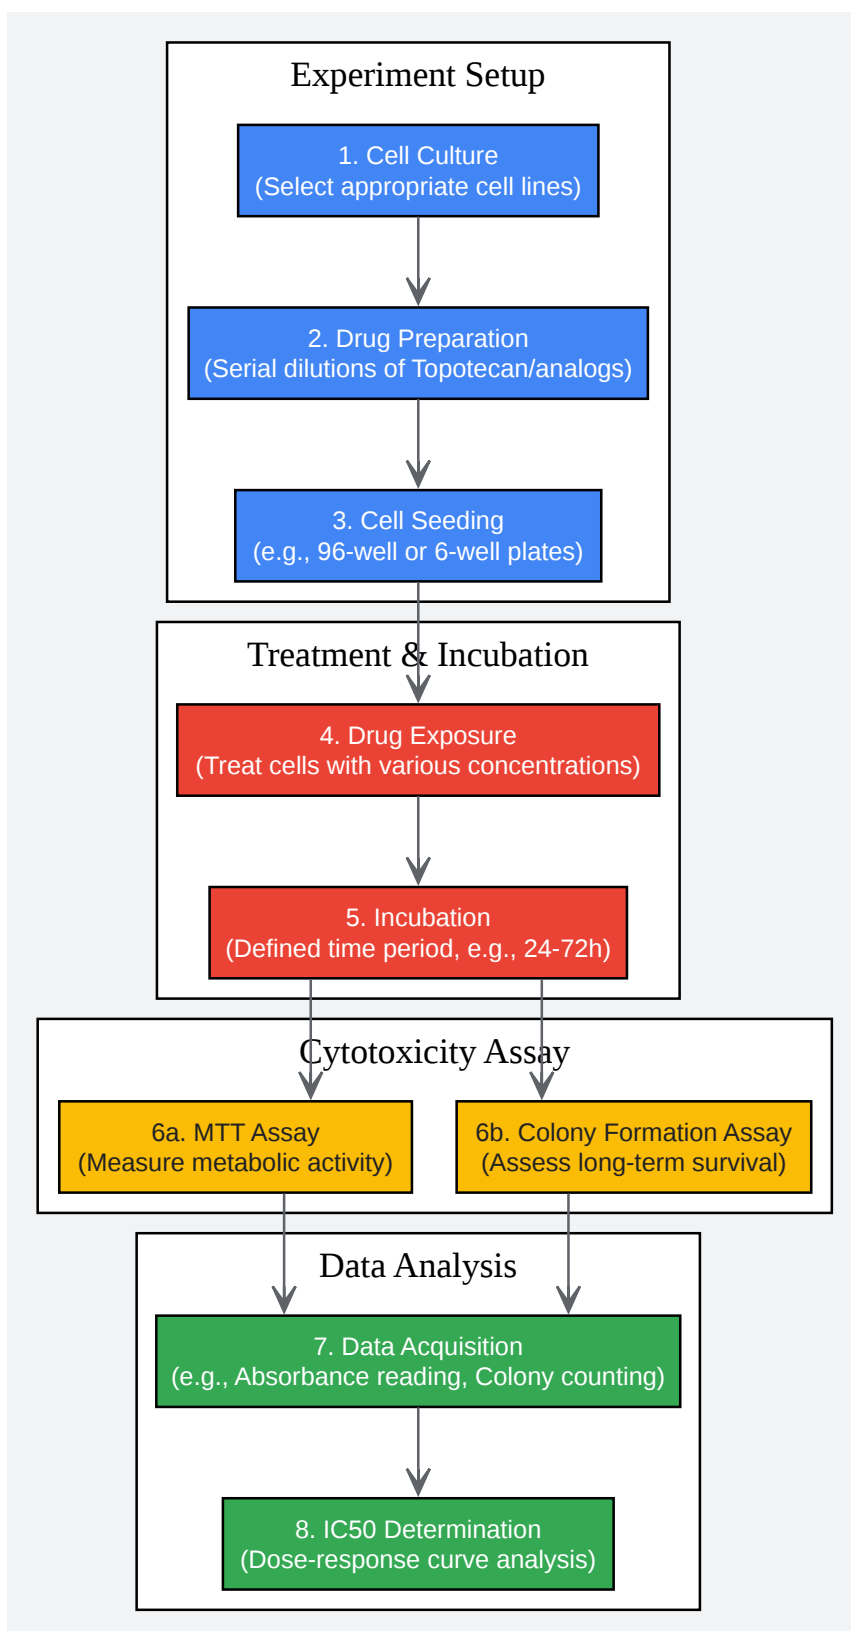 Experiment Setup
1. Cell Culture
(Select appropriate cell lines)
2. Drug Preparation
(Serial dilutions of Topotecan/analogs)
3. Cell Seeding
(e.g., 96-well or 6-well plates)
Treatment & Incubation
4. Drug Exposure
(Treat cells with various concentrations)
5. Incubation
(Defined time period, e.g., 24-72h)
Cytotoxicity Assay
6a. MTT Assay
(Measure metabolic activity)
6b. Colony Formation Assay
(Assess long-term survival)
Data Analysis
7. Data Acquisition
(e.g., Absorbance reading, Colony counting)
8. IC50 Determination
(Dose-response curve analysis)